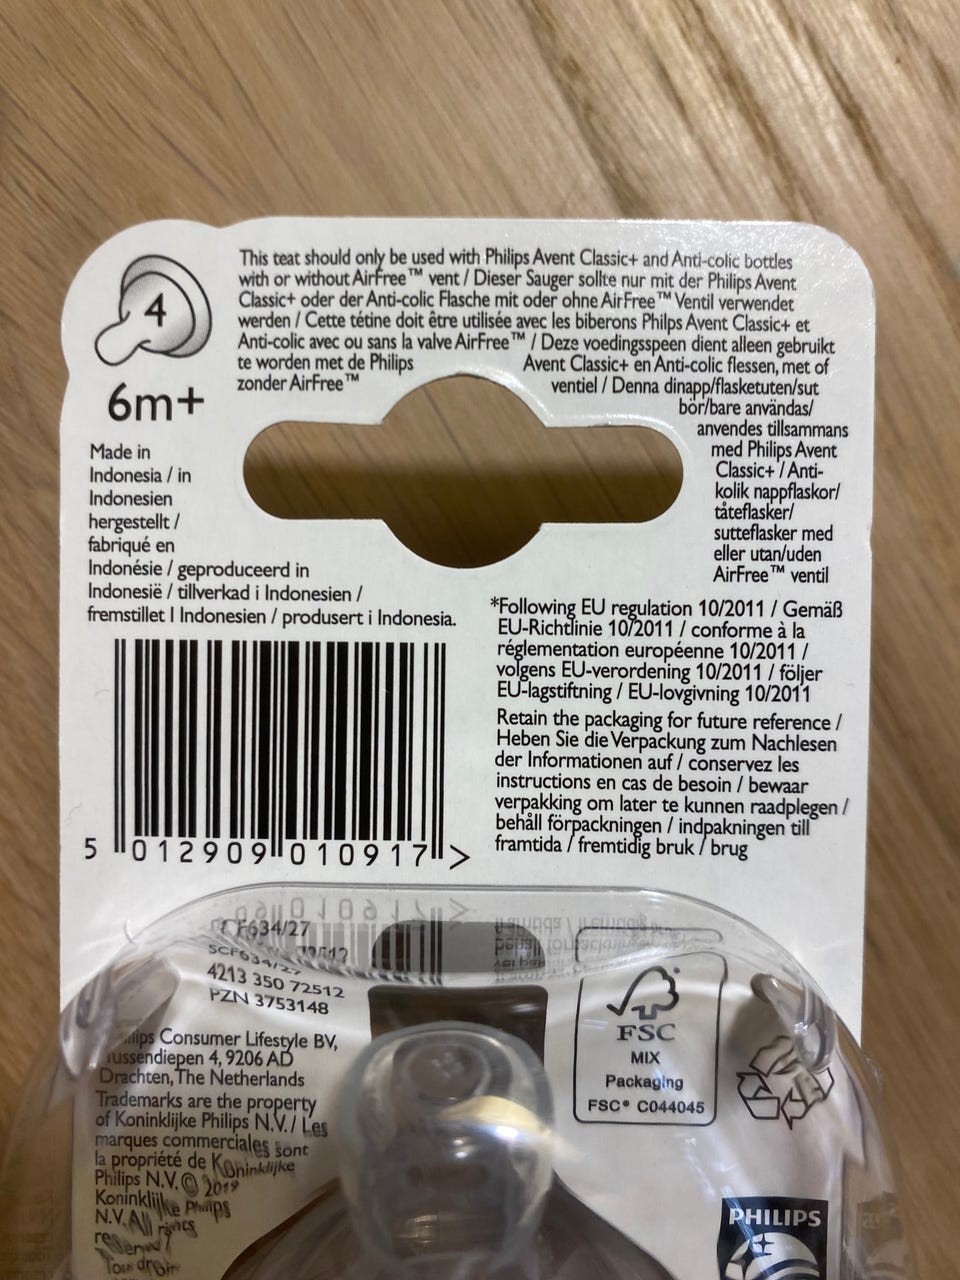 4
6m+
This teat should only be used with Philips Avent Classic+ and Anti-colic bottles
with or without AirFree™ vent / Dieser Sauger sollte nur mit der Philips Avent
Classic+ oder der Anti-colic Flasche mit oder ohne AirFree™ Ventil verwendet
werden / Cette tétine doit être utilisée avec les biberons Philps Avent Classic+ et
Anti-colic avec ou sans la valve AirFree™ / Deze voedingsspeen dient alleen gebruikt
te worden met de Philips Avent Classic+ en Anti-colic flessen, met of
zonder AirFree™ ventiel / Denna dinapp/flasketuten/sut
bör/bare användas/
anvendes tillsammans
med Philips Avent
Classic+ / Anti-
kolik nappflaskor/
tåteflasker/
sutteflasker med
eller utan/uden
AirFree™ ventil
Made in
Indonesia / in
Indonesien
hergestellt /
fabriqué en
Indonésie / geproduceerd in
Indonesië / tillverkad i Indonesien /
fremstillet I Indonesien / produsert i Indonesia.
*Following EU regulation 10/2011 / Gemäß
EU-Richtlinie 10/2011 / conforme à la
réglementation européenne 10/2011 /
volgens EU-verordening 10/2011 / följer
EU-lagstiftning / EU-lovgivning 10/2011
Retain the packaging for future reference /
Heben Sie die Verpackung zum Nachlesen
der Informationen auf / conservez les
instructions en cas de besoin / bewaar
verpakking om later te kunnen raadplegen /
behåll förpackningen / indpakningen till
framtida / fremtidig bruk / brug
5 012909 010917 >
SCF634/27
4213 350 72512
PZN 3753148
Consumer Lifestyle BV,
4, 9206 AD
Drachten, The Netherlands
Trademarks are the property
of Koninklijke Philips N.V. / Les
marques commerciales sont
la propriété de Koninklijke
Philips N.V. © 2019
Koninklijke Philips
N.V. All rights
reserved
FSC
MIX
Packaging
FSC® C044045
PHILIPS